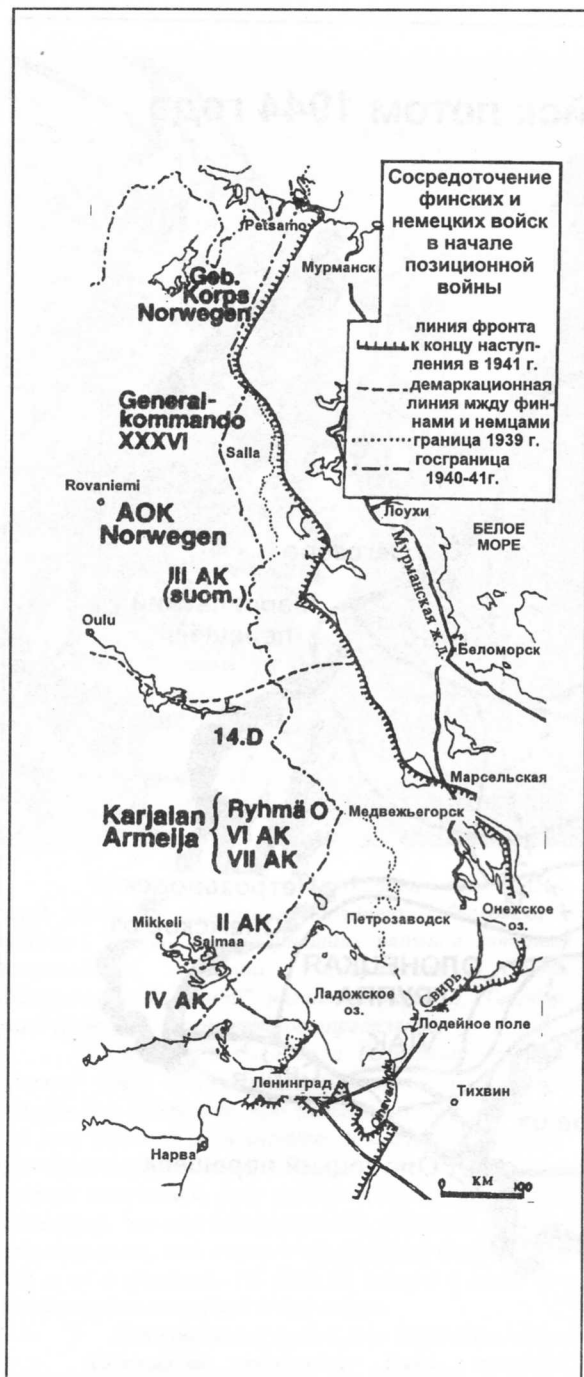 Сосредоточение
финских и
немецких войск
в начале
позиционной
войны
линия фронта
к концу наступ-
ления в 1941 г.
демаркационная
линия мжду фин-
нами и немцами
граница 1939 г.
госграница
1940-41г.
Petsamo
Мурманск
Geb.
Korps
Norwegen
General-
kommando
XXXVI
Salla
Rovaniemi
AOK
Norwegen
Лоухи
БЕЛОЕ
МОРЕ
III AK
(suom.)
Мурманская ж.д.
Oulu
Беломорск
14.D
Марсельская
Karjalan
Armeija
Ryhmä O
VI AK
VII AK
Медвежьегорск
Mikkeli
II AK
Saimaa
Петрозаводск
Онежское
оз.
IV AK
Ладожское
оз.
Свирь
Лодейное поле
Ленинград
Тихвин
Нарва
км
100